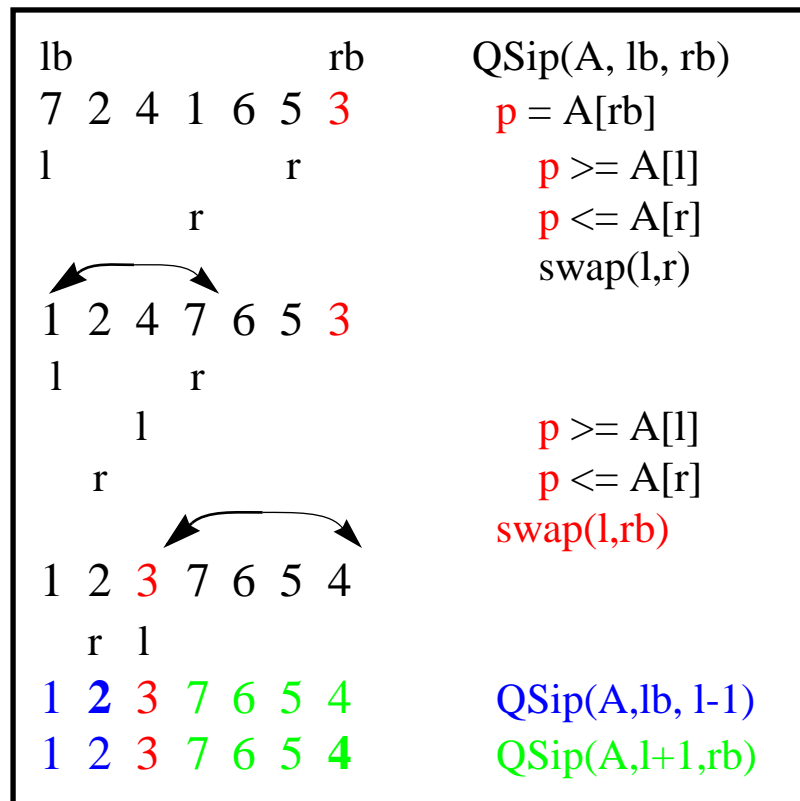 lb rb QSip(A, lb, rb)
7 2 4 1 6 5 3 p = A[rb]
l r p >= A[l]
r p <= A[r]
swap(l,r)
1 2 4 7 6 5 3
l r
l p >= A[l]
r p <= A[r]
swap(l,rb)
1 2 3 7 6 5 4
r l
1 2 3 7 6 5 4 QSip(A,lb, l-1)
1 2 3 7 6 5 4 QSip(A,l+1,rb)